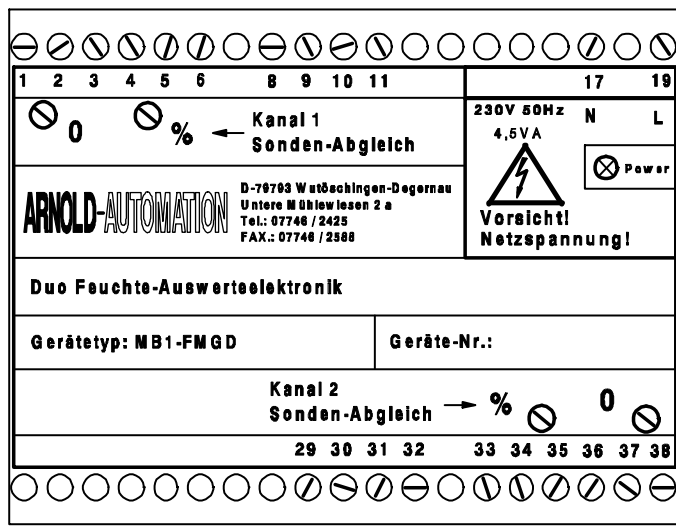 1 2 3 4 5 6 8 9 10 11 17 19
0 % ← Kanal 1
Sonden-Abgleich
230V 50Hz N L
4,5VA
Power
Vorsicht!
Netzspannung!
ARNOLD-AUTOMATION
D-79793 Wutöschingen-Degernau
Untere Mühlewiesen 2 a
Tel.: 07746 / 2425
FAX.: 07746 / 2588
Duo Feuchte-Auswerteelektronik
Gerätetyp: MB1-FMGD
Geräte-Nr.:
Kanal 2
Sonden-Abgleich → % 0
29 30 31 32 33 34 35 36 37 38